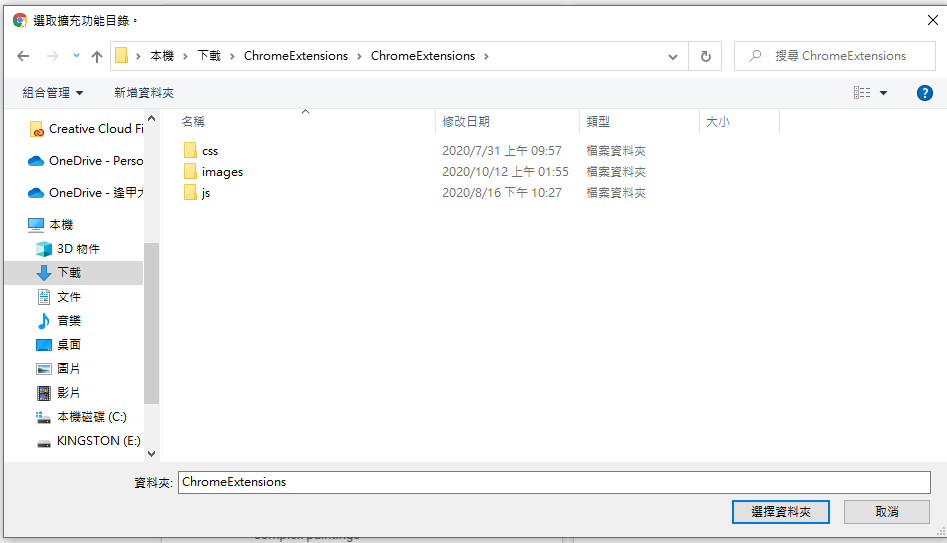 選取擴充功能目錄。
本機 下載 ChromeExtensions ChromeExtensions
搜尋 ChromeExtensions
組合管理 新增資料夾
名稱 修改日期 類型 大小
Creative Cloud Fi
OneDrive - Perso
OneDrive - 逢甲大
本機
3D 物件
下載
文件
音樂
桌面
圖片
影片
本機磁碟 (C:)
KINGSTON (E:)
css 2020/7/31 上午 09:57 檔案資料夾
images 2020/10/12 上午 01:55 檔案資料夾
js 2020/8/16 下午 10:27 檔案資料夾
資料夾: ChromeExtensions
選擇資料夾 取消
complex paintings